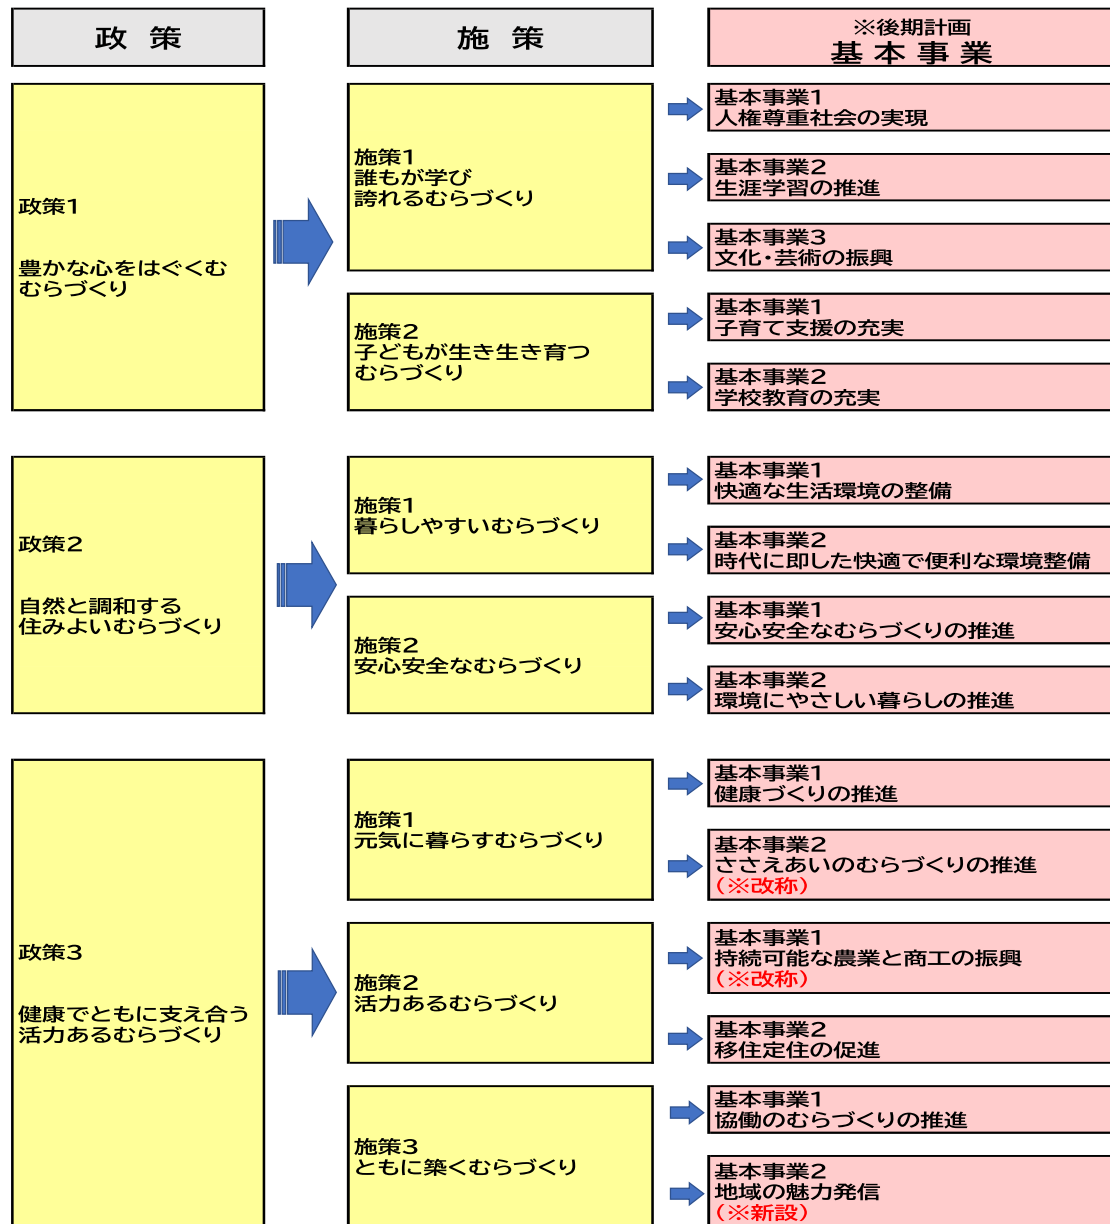 政 策
施 策
※後期計画
基 本 事 業
政策1
豊かな心をはぐくむ
むらづくり
施策1
誰もが学び
誇れるむらづくり
基本事業1
人権尊重社会の実現
基本事業2
生涯学習の推進
基本事業3
文化・芸術の振興
施策2
子どもが生き生き育つ
むらづくり
基本事業1
子育て支援の充実
基本事業2
学校教育の充実
政策2
自然と調和する
住みよいむらづくり
施策1
暮らしやすいむらづくり
基本事業1
快適な生活環境の整備
基本事業2
時代に即した快適で便利な環境整備
施策2
安心安全なむらづくり
基本事業1
安心安全なむらづくりの推進
基本事業2
環境にやさしい暮らしの推進
政策3
健康でともに支え合う
活力あるむらづくり
施策1
元気に暮らすむらづくり
基本事業1
健康づくりの推進
基本事業2
ささえあいのむらづくりの推進
(※改称)
施策2
活力あるむらづくり
基本事業1
持続可能な農業と商工の振興
(※改称)
基本事業2
移住定住の促進
施策3
ともに築くむらづくり
基本事業1
協働のむらづくりの推進
基本事業2
地域の魅力発信
(※新設)